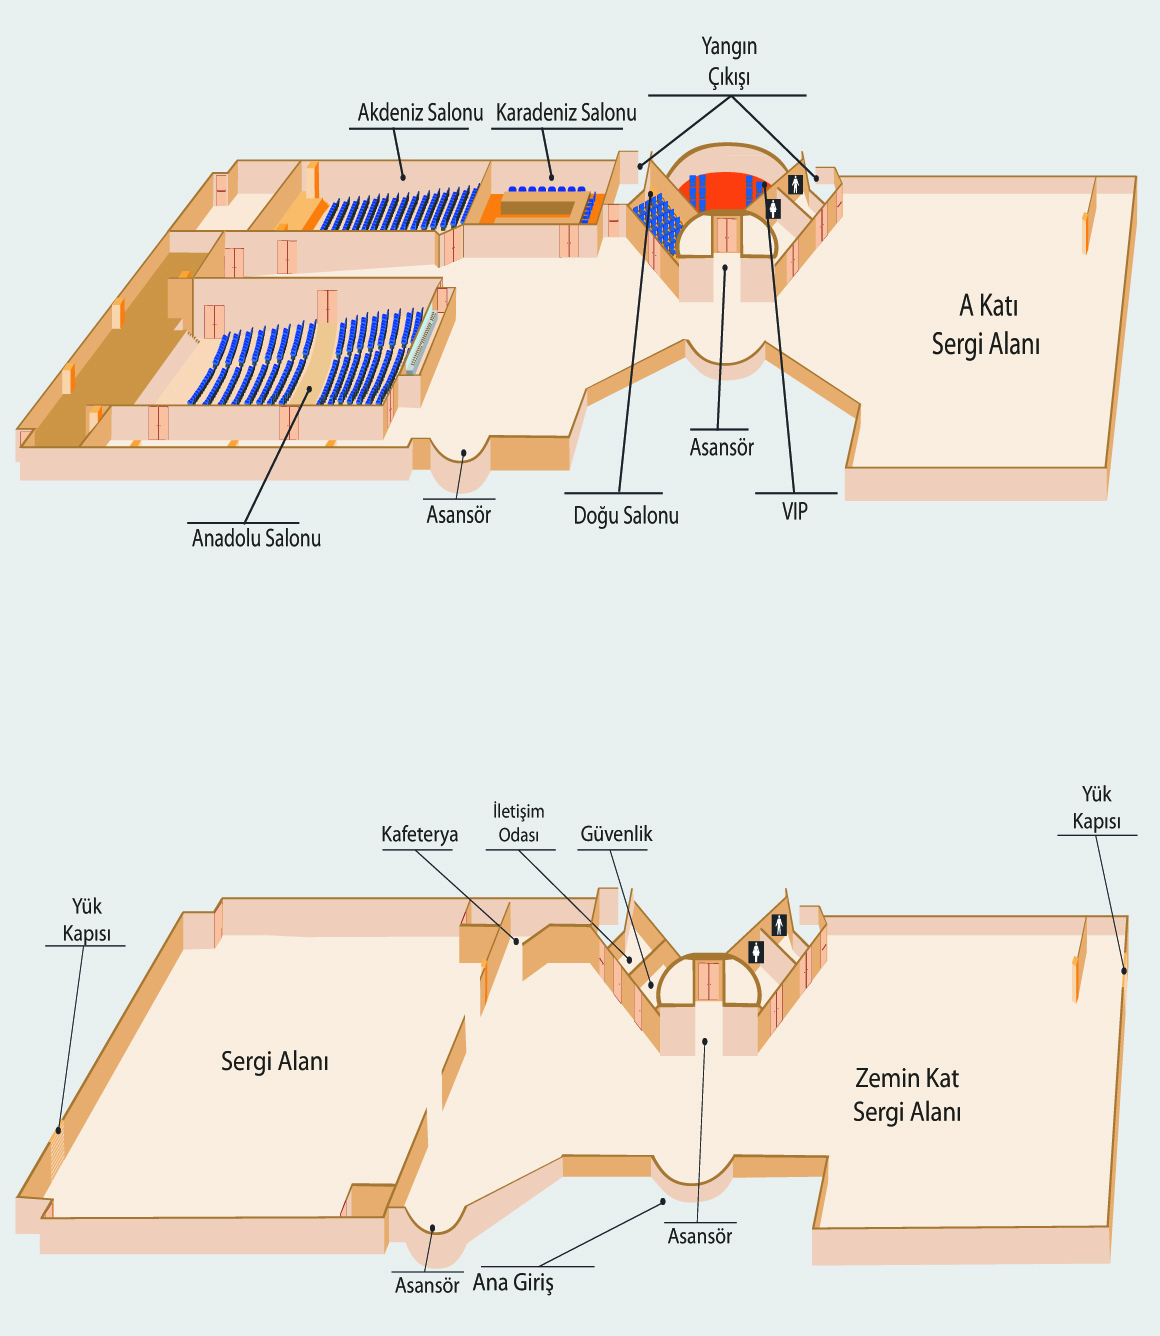 Yangın
Çıkışı
Akdeniz Salonu
Karadeniz Salonu
A Katı
Sergi Alanı
Asansör
Asansör
Doğu Salonu
VIP
Anadolu Salonu
Yük
Kapısı
İletişim
Odası
Kafeterya
Güvenlik
Yük
Kapısı
Sergi Alanı
Zemin Kat
Sergi Alanı
Asansör
Asansör
Ana Giriş